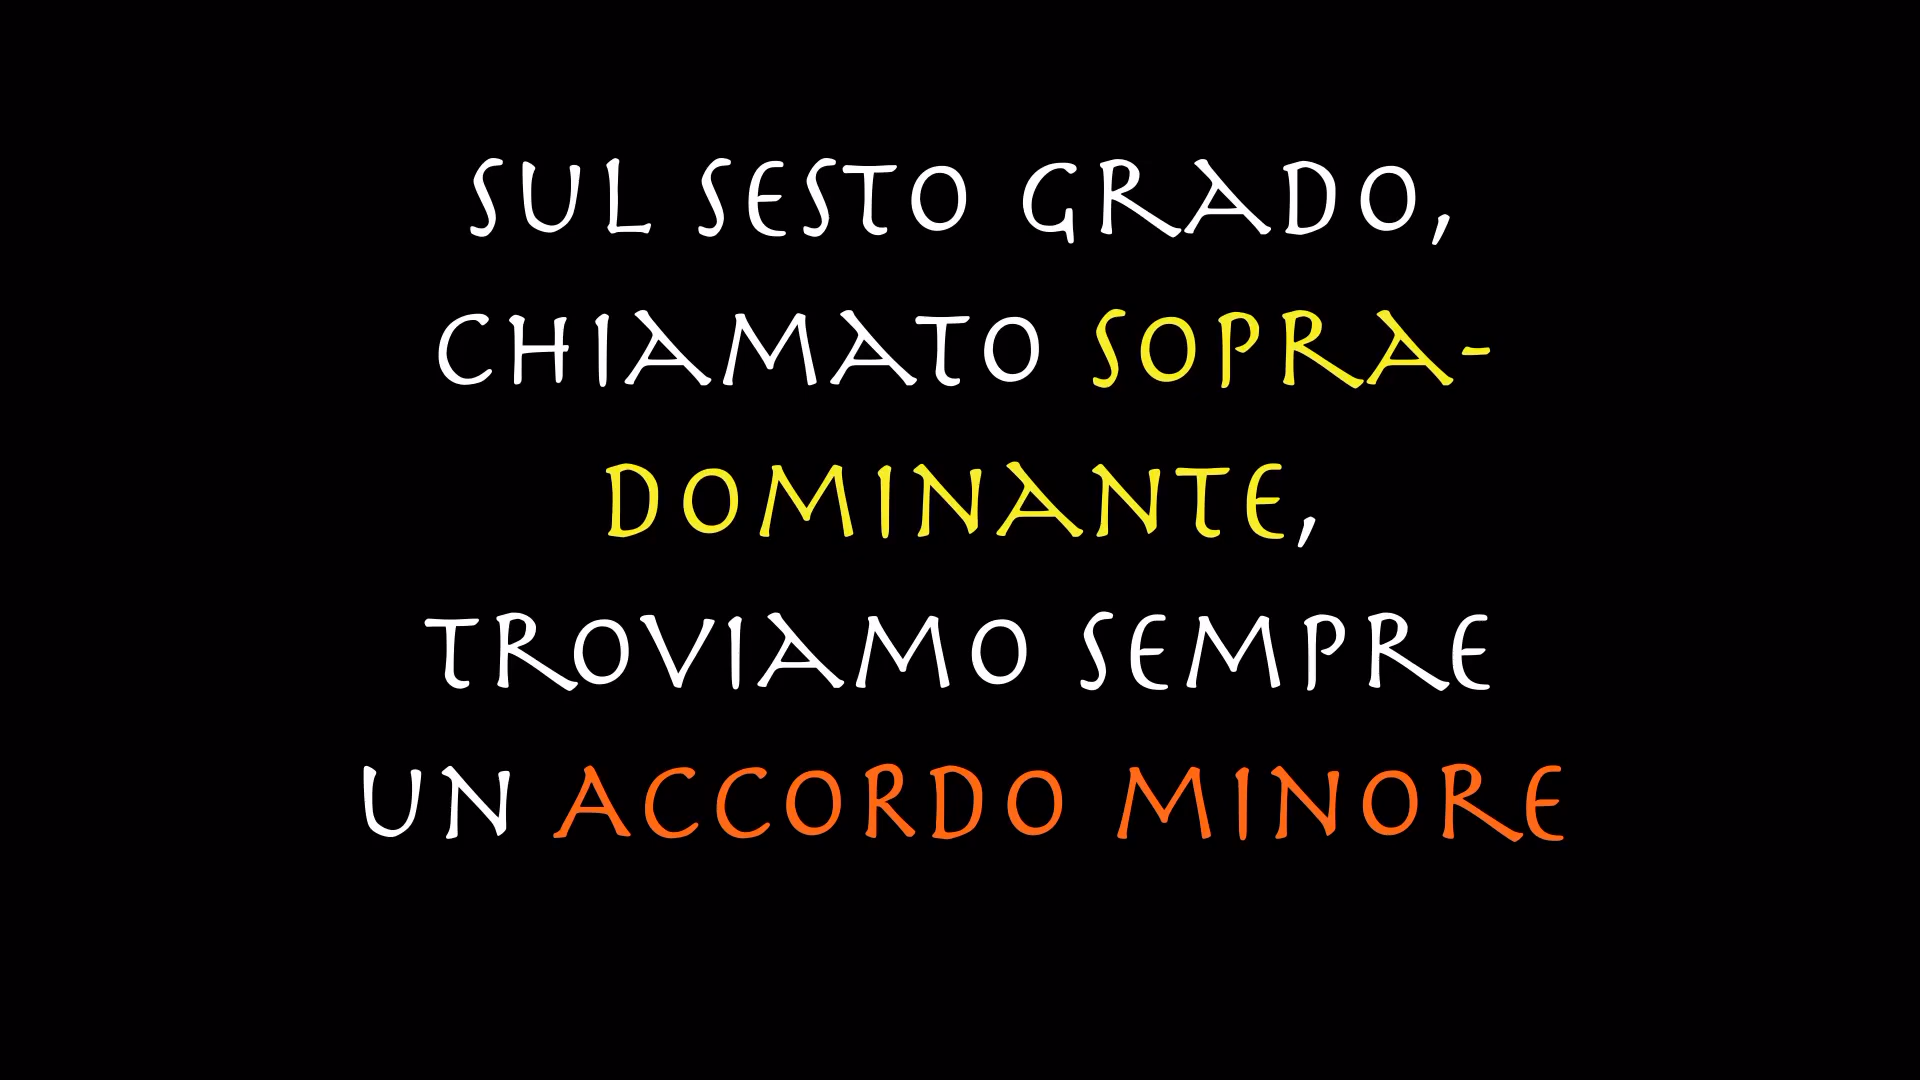 SUL SESTO GRADO,
CHIAMATO SOPRA-
DOMINANTE,
TROVIAMO SEMPRE
UN ACCORDO MINORE